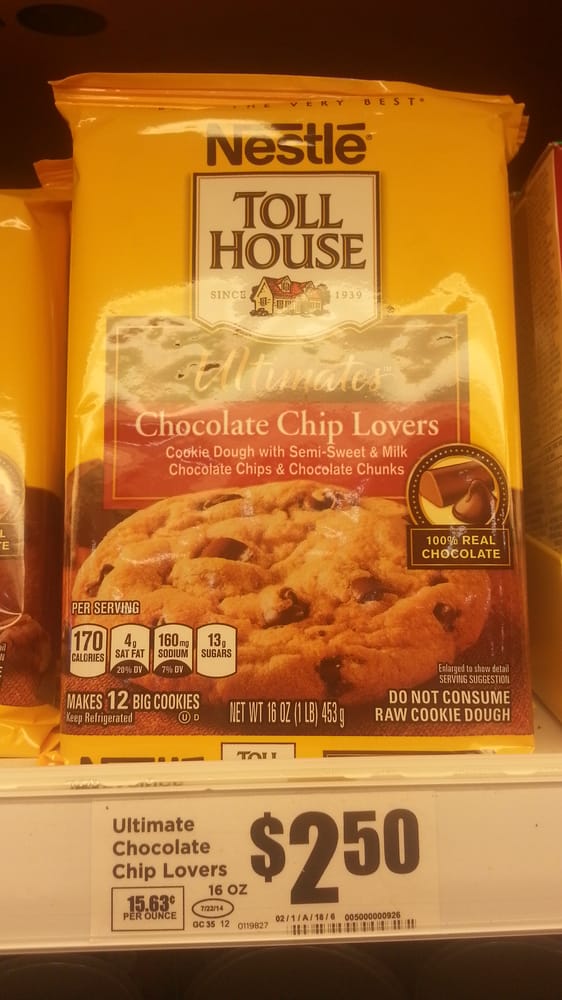 THE VERY BEST®
Nestlé®
TOLL
HOUSE
SINCE 1939
®
Ultimates™
Chocolate Chip Lovers
Cookie Dough with Semi-Sweet & Milk
Chocolate Chips & Chocolate Chunks
100% REAL
CHOCOLATE
PER SERVING
170
CALORIES
4g
SAT FAT
20% DV
160mg
SODIUM
7% DV
13g
SUGARS
Enlarged to show detail
SERVING SUGGESTION
MAKES 12 BIG COOKIES
Keep Refrigerated
U D
NET WT 16 OZ (1 LB) 453 g
DO NOT CONSUME
RAW COOKIE DOUGH
TOLL
Ultimate
Chocolate
Chip Lovers
16 OZ
$2.50
15.63¢
PER OUNCE
7/22/14
GC 35 12
0119827
02/1/A/18/6
005000000926